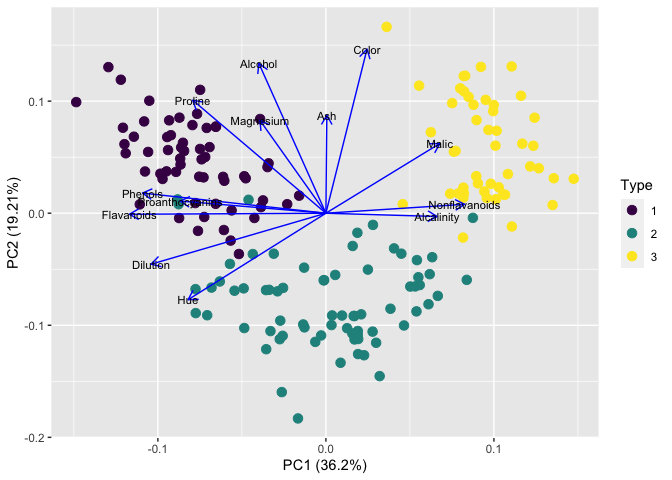 Color
Alcohol
Proline
0.1
Ash
Magnesium
Malic
Type
1
Phenols
Proanthocyanins
Nonflavanoids
2
PC2 (19.21%)
0.0
Flavanoids
Alcalinity
3
Dilution
Hue
-0.1
-0.2
-0.1
0.0
0.1
PC1 (36.2%)